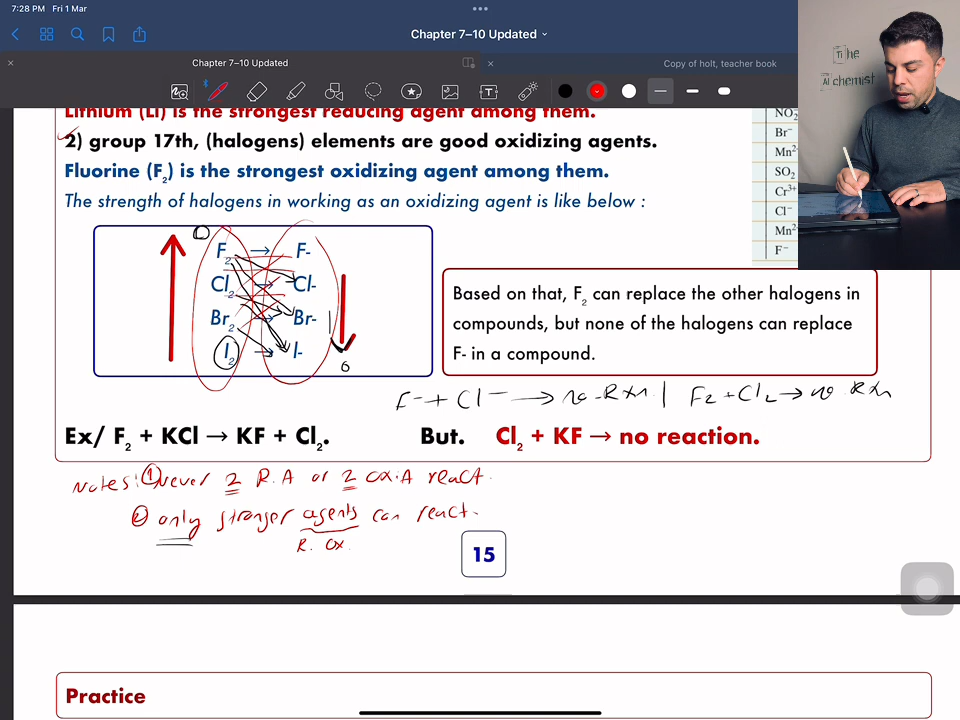 7:28 PM Fri 1 Mar
Chapter 7–10 Updated
Chapter 7–10 Updated
Copy of holt, teacher book
The
Alchemist
Lithium (Li) is the strongest reducing agent among them.
2) group 17th, (halogens) elements are good oxidizing agents.
Fluorine (F2) is the strongest oxidizing agent among them.
The strength of halogens in working as an oxidizing agent is like below :
NO2
Br−
Mn2
SO2
Cr3+
Cl−
Mn2
F−
F2 → F-
Cl2 → Cl-
Br2 → Br-
I2 → I-
Based on that, F2 can replace the other halogens in
compounds, but none of the halogens can replace
F- in a compound.
F− + Cl− → no-Rxn | F2 + Cl2 → no Rxn
Ex/ F2 + KCl → KF + Cl2. But. Cl2 + KF → no reaction.
Notes: ① Never 2 R.A or 2 ox.A react.
② only stronger agents can react.
R. Ox.
15
Practice